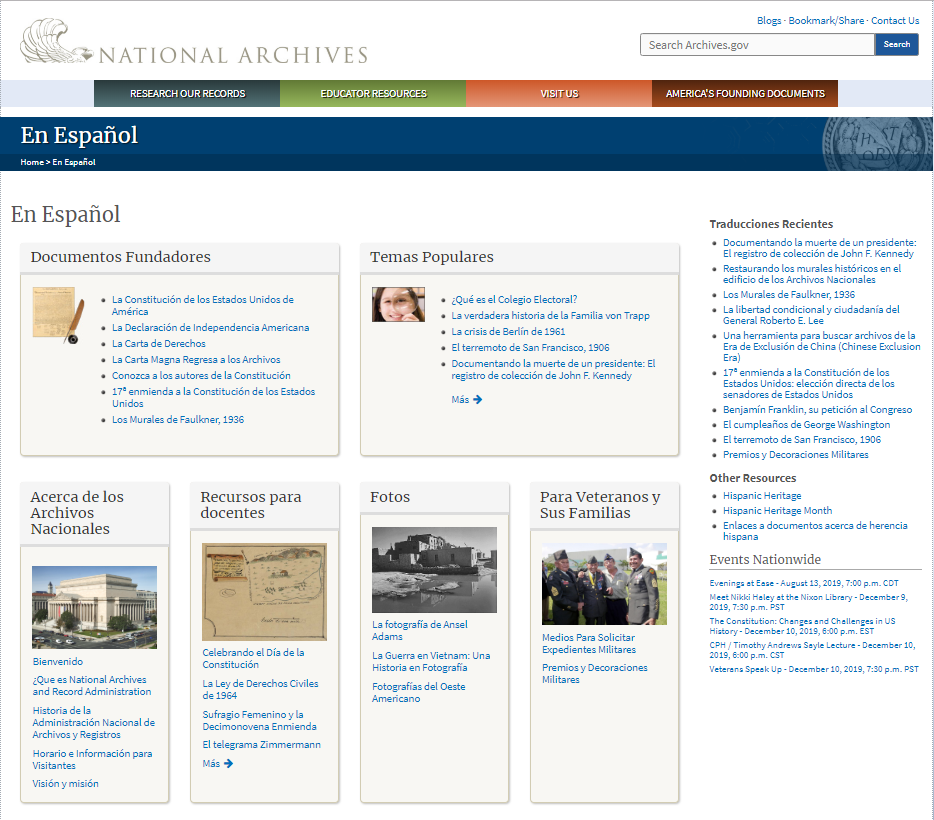 Blogs · Bookmark/Share · Contact Us
NATIONAL ARCHIVES
Search Archives.gov
Search
RESEARCH OUR RECORDS
EDUCATOR RESOURCES
VISIT US
AMERICA'S FOUNDING DOCUMENTS
En Español
Home > En Español
En Español
Documentos Fundadores
La Constitución de los Estados Unidos de
América
La Declaración de Independencia Americana
La Carta de Derechos
La Carta Magna Regresa a los Archivos
Conozca a los autores de la Constitución
17ª enmienda a la Constitución de los Estados
Unidos
Los Murales de Faulkner, 1936
Temas Populares
¿Qué es el Colegio Electoral?
La verdadera historia de la Familia von Trapp
La crisis de Berlín de 1961
El terremoto de San Francisco, 1906
Documentando la muerte de un presidente: El
registro de colección de John F. Kennedy
Más
Acerca de los
Archivos
Nacionales
Bienvenido
¿Que es National Archives
and Record Administration
Historia de la
Administración Nacional de
Archivos y Registros
Horario e Información para
Visitantes
Visión y misión
Recursos para
docentes
Celebrando el Día de la
Constitución
La Ley de Derechos Civiles
de 1964
Sufragio Femenino y la
Decimonovena Enmienda
El telegrama Zimmermann
Más
Fotos
La fotografía de Ansel
Adams
La Guerra en Vietnam: Una
Historia en Fotografía
Fotografías del Oeste
Americano
Para Veteranos y
Sus Familias
Medios Para Solicitar
Expedientes Militares
Premios y Decoraciones
Militares
Traducciones Recientes
Documentando la muerte de un presidente:
El registro de colección de John F. Kennedy
Restaurando los murales históricos en el
edificio de los Archivos Nacionales
Los Murales de Faulkner, 1936
La libertad condicional y ciudadanía del
General Roberto E. Lee
Una herramienta para buscar archivos de la
Era de Exclusión de China (Chinese Exclusion
Era)
17ª enmienda a la Constitución de los
Estados Unidos: elección directa de los
senadores de Estados Unidos
Benjamín Franklin, su petición al Congreso
El cumpleaños de George Washington
El terremoto de San Francisco, 1906
Premios y Decoraciones Militares
Other Resources
Hispanic Heritage
Hispanic Heritage Month
Enlaces a documentos acerca de herencia
hispana
Events Nationwide
Evenings at Ease - August 13, 2019, 7:00 p.m. CDT
Meet Nikki Haley at the Nixon Library - December 9,
2019, 7:30 p.m. PST
The Constitution: Changes and Challenges in US
History - December 10, 2019, 6:00 p.m. EST
CPH / Timothy Andrews Sayle Lecture - December 10,
2019, 6:00 p.m. CST
Veterans Speak Up - December 10, 2019, 7:30 p.m. PST